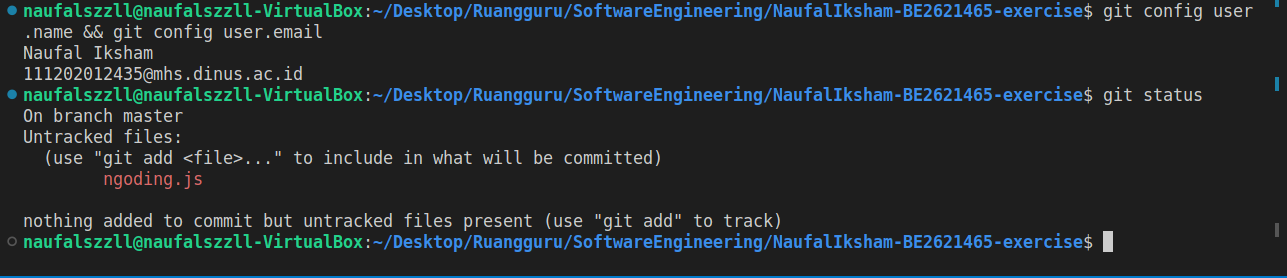 naufalszzll@naufalszzll-VirtualBox:~/Desktop/Ruangguru/SoftwareEngineering/NaufalIksham-BE2621465-exercise$ git config user
.name && git config user.email
Naufal Iksham
111202012435@mhs.dinus.ac.id
naufalszzll@naufalszzll-VirtualBox:~/Desktop/Ruangguru/SoftwareEngineering/NaufalIksham-BE2621465-exercise$ git status
On branch master
Untracked files:
  (use "git add <file>..." to include in what will be committed)
        ngoding.js
nothing added to commit but untracked files present (use "git add" to track)
naufalszzll@naufalszzll-VirtualBox:~/Desktop/Ruangguru/SoftwareEngineering/NaufalIksham-BE2621465-exercise$